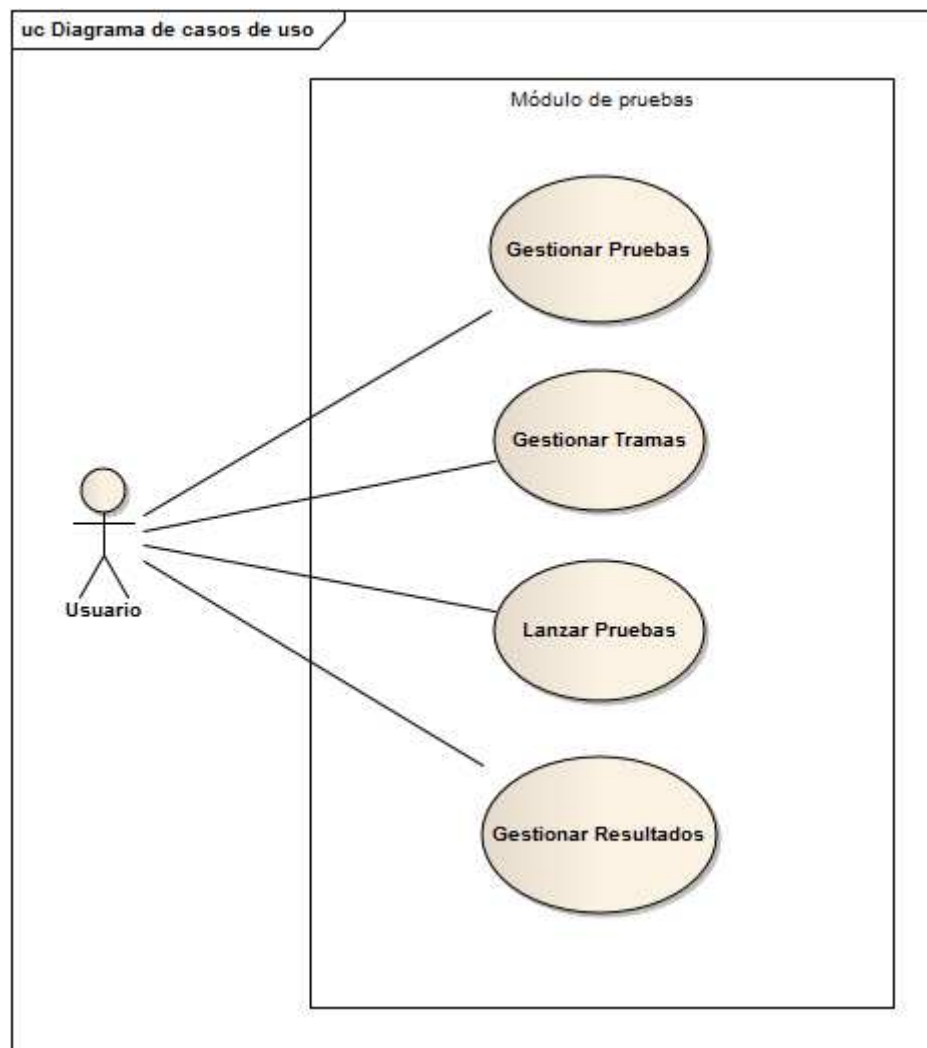 uc Diagrama de casos de uso
Módulo de pruebas
Gestionar Pruebas
Gestionar Tramas
Usuario
Lanzar Pruebas
Gestionar Resultados